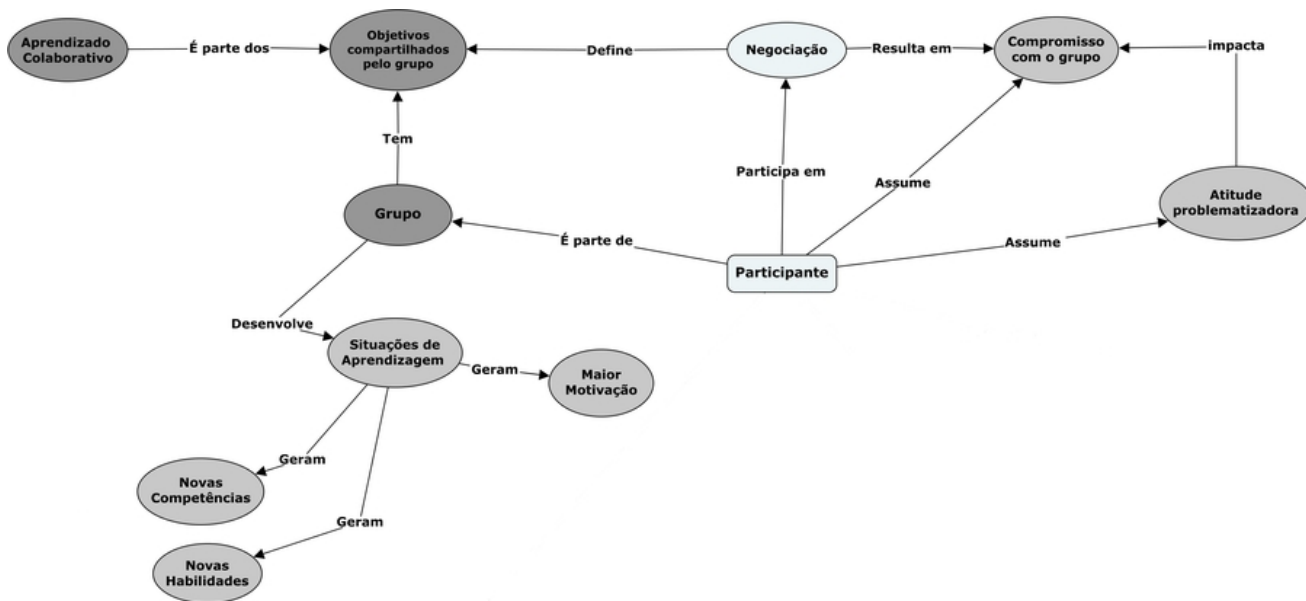 Aprendizado
Colaborativo
É parte dos
Objetivos
compartilhados
pelo grupo
Define
Negociação
Resulta em
Compromisso
com o grupo
impacta
Tem
Participa em
Assume
Atitude
problematizadora
Grupo
É parte de
Assume
Participante
Desenvolve
Situações de
Aprendizagem
Geram
Maior
Motivação
Geram
Novas
Competências
Geram
Novas
Habilidades